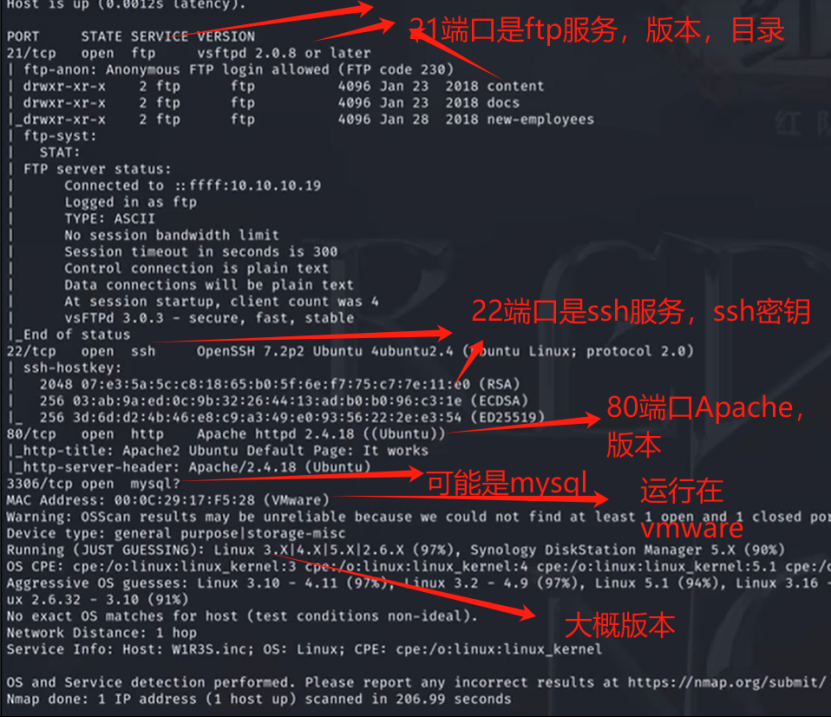 Host is up (0.0012s latency).
PORT STATE SERVICE VERSION
21端口是ftp服务，版本，目录
21/tcp open ftp vsftpd 2.0.8 or later
| ftp-anon: Anonymous FTP login allowed (FTP code 230)
| drwxr-xr-x 2 ftp ftp 4096 Jan 23 2018 content
| drwxr-xr-x 2 ftp ftp 4096 Jan 23 2018 docs
|_drwxr-xr-x 2 ftp ftp 4096 Jan 28 2018 new-employees
| ftp-syst:
| STAT:
| FTP server status:
| Connected to ::ffff:10.10.10.19
| Logged in as ftp
| TYPE: ASCII
| No session bandwidth limit
| Session timeout in seconds is 300
| Control connection is plain text
| Data connections will be plain text
| At session startup, client count was 4
| vsFTPd 3.0.3 - secure, fast, stable
|_End of status
22端口是ssh服务，ssh密钥
22/tcp open ssh OpenSSH 7.2p2 Ubuntu 4ubuntu2.4 (Ubuntu Linux; protocol 2.0)
| ssh-hostkey:
| 2048 07:e3:5a:5c:c8:18:65:b0:5f:6e:f7:75:c7:7e:11:e0 (RSA)
| 256 03:ab:9a:ed:0c:9b:32:26:44:13:ad:b0:b0:96:c3:1e (ECDSA)
|_ 256 3d:6d:d2:4b:46:e8:c9:a3:49:e0:93:56:22:2e:e3:54 (ED25519)
80端口Apache，
版本
80/tcp open http Apache httpd 2.4.18 ((Ubuntu))
|_http-title: Apache2 Ubuntu Default Page: It works
|_http-server-header: Apache/2.4.18 (Ubuntu)
3306/tcp open mysql?
可能是mysql
运行在
vmware
MAC Address: 00:0C:29:17:F5:28 (VMware)
Warning: OSScan results may be unreliable because we could not find at least 1 open and 1 closed por
Device type: general purpose|storage-misc
Running (JUST GUESSING): Linux 3.X|4.X|5.X|2.6.X (97%), Synology DiskStation Manager 5.X (90%)
OS CPE: cpe:/o:linux:linux_kernel:3 cpe:/o:linux:linux_kernel:4 cpe:/o:linux:linux_kernel:5.1 cpe:/
Aggressive OS guesses: Linux 3.10 - 4.11 (97%), Linux 3.2 - 4.9 (97%), Linux 5.1 (94%), Linux 3.16 -
ux 2.6.32 - 3.10 (91%)
No exact OS matches for host (test conditions non-ideal).
大概版本
Network Distance: 1 hop
Service Info: Host: W1R3S.inc; OS: Linux; CPE: cpe:/o:linux:linux_kernel
OS and Service detection performed. Please report any incorrect results at https://nmap.org/submit/
Nmap done: 1 IP address (1 host up) scanned in 206.99 seconds